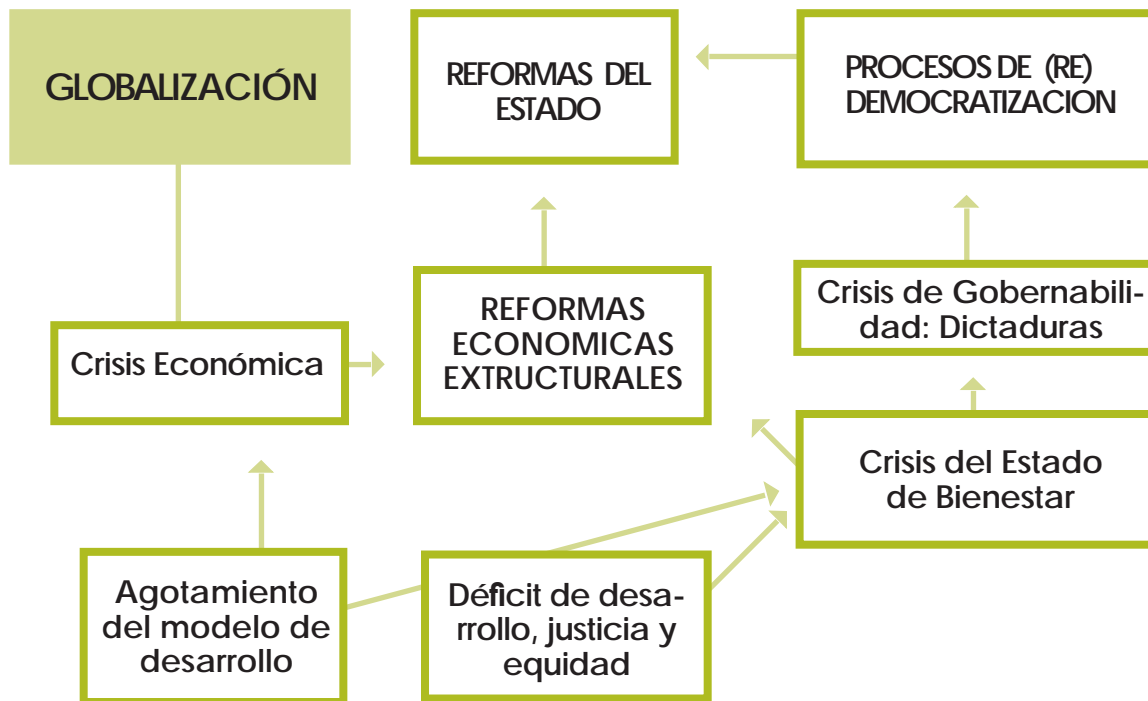 GLOBALIZACIÓN
REFORMAS DEL
ESTADO
PROCESOS DE (RE)
DEMOCRATIZACION
Crisis Económica
REFORMAS
ECONOMICAS
EXTRUCTURALES
Crisis de Gobernabili-
dad: Dictaduras
Crisis del Estado
de Bienestar
Agotamiento
del modelo de
desarrollo
Déficit de desa-
rrollo, justicia y
equidad